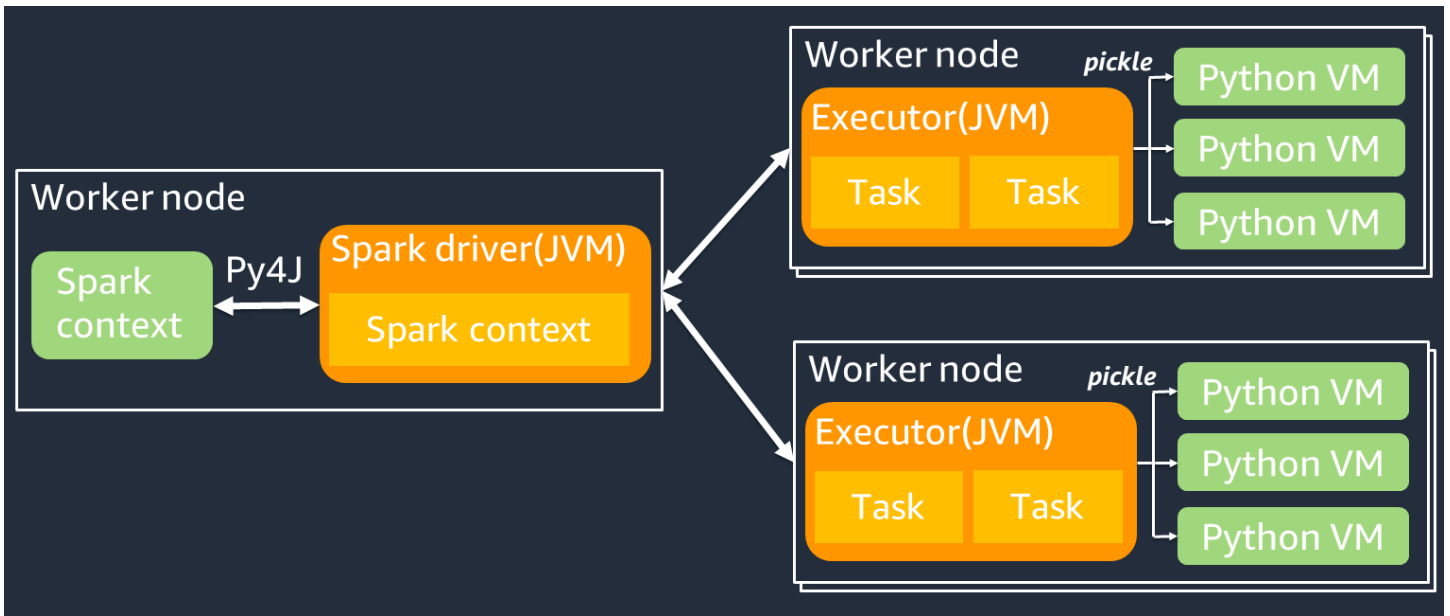 Worker node
Spark
context
Py4J
Spark driver(JVM)
Spark context
Worker node
pickle
Executor(JVM)
Task
Task
Python VM
Python VM
Python VM
Worker node
pickle
Executor(JVM)
Task
Task
Python VM
Python VM
Python VM